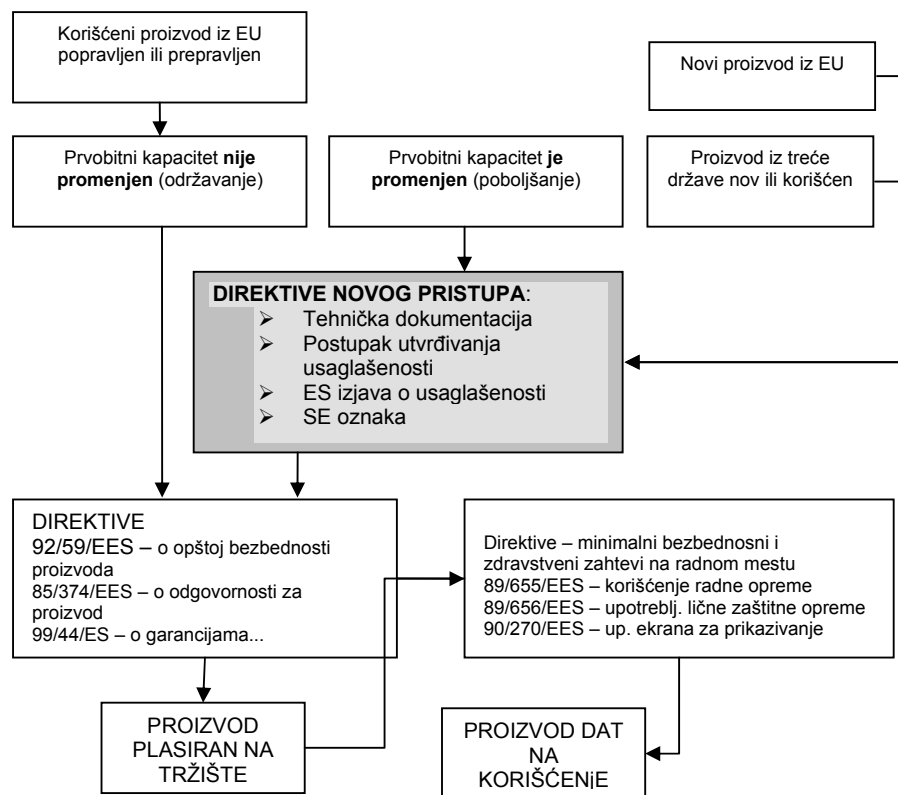 Korišćeni proizvod iz EU
popravljen ili prepravljen
Novi proizvod iz EU
Prvobitni kapacitet nije
promenjen (održavanje)
Prvobitni kapacitet je
promenjen (poboljšanje)
Proizvod iz treće
države nov ili korišćen
DIREKTIVE NOVOG PRISTUPA:
➢ Tehnička dokumentacija
➢ Postupak utvrđivanja
usaglašenosti
➢ ES izjava o usaglašenosti
➢ SE oznaka
DIREKTIVE
92/59/EES – o opštoj bezbednosti
proizvoda
85/374/EES – o odgovornosti za
proizvod
99/44/ES – o garancijama...
Direktive – minimalni bezbednosni i
zdravstveni zahtevi na radnom mestu
89/655/EES – korišćenje radne opreme
89/656/EES – upotreblj. lične zaštitne opreme
90/270/EES – up. ekrana za prikazivanje
PROIZVOD
PLASIRAN NA
TRŽIŠTE
PROIZVOD DAT
NA
KORIŠĆENjE